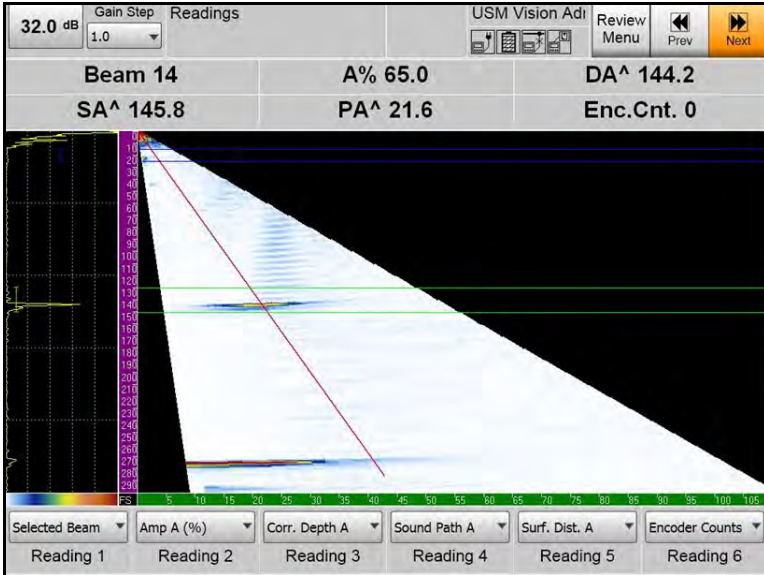 32.0 dB
Gain Step
1.0
Readings
USM Vision Adı
Review Menu
Prev
Next
Beam 14
A% 65.0
DA^ 144.2
SA^ 145.8
PA^ 21.6
Enc.Cnt. 0
0
10
20
30
40
50
60
70
80
90
100
110
120
130
140
150
160
170
180
190
200
210
220
230
240
250
260
270
280
290
FS 5 10 15 20 25 30 35 40 45 50 55 60 65 70 75 80 85 90 95 100 105
Selected Beam
Amp A (%)
Corr. Depth A
Sound Path A
Surf. Dist. A
Encoder Counts
Reading 1
Reading 2
Reading 3
Reading 4
Reading 5
Reading 6